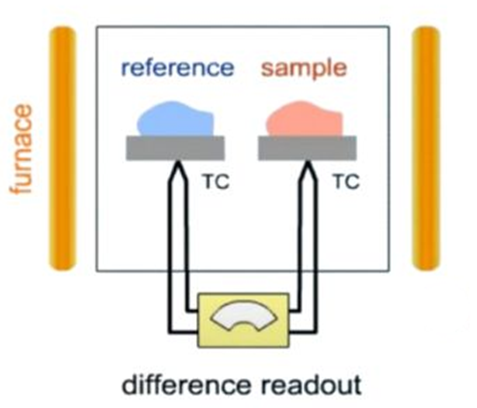 reference sample
furnace
TC TC
difference readout